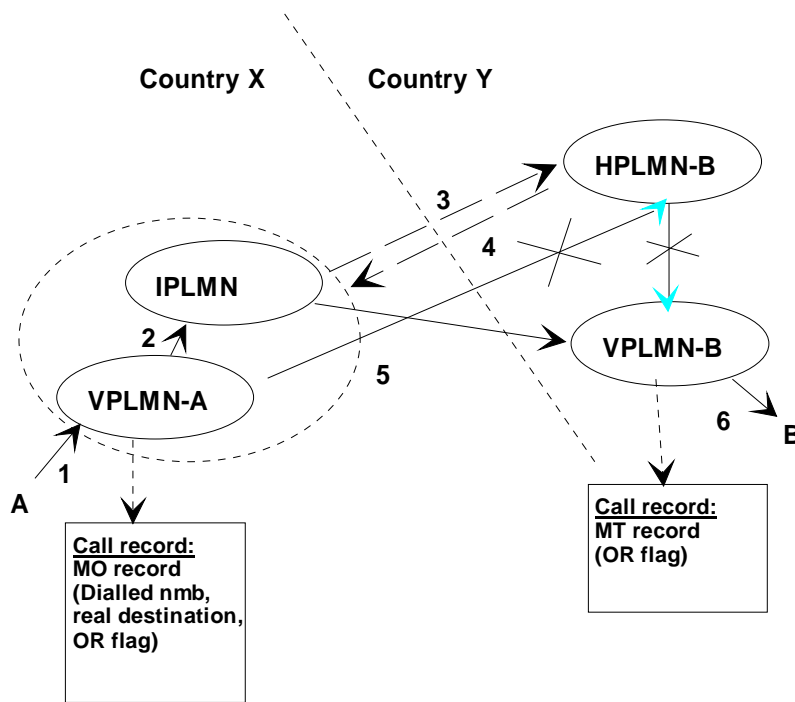 Country X
Country Y
HPLMN-B
3
4
IPLMN
2
VPLMN-B
5
VPLMN-A
6
B
1
A
Call record:
MO record
(Dialled nmb,
real destination,
OR flag)
Call record:
MT record
(OR flag)